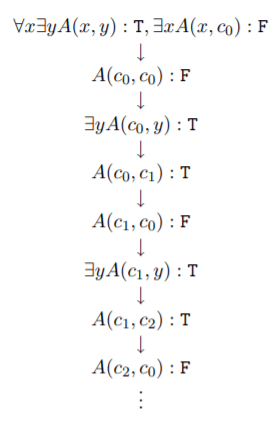 ∀x∃yA(x, y) : T, ∃xA(x, c₀) : F
↓
A(c₀, c₀) : F
↓
∃yA(c₀, y) : T
↓
A(c₀, c₁) : T
↓
A(c₁, c₀) : F
↓
∃yA(c₁, y) : T
↓
A(c₁, c₂) : T
↓
A(c₂, c₀) : F
⋮